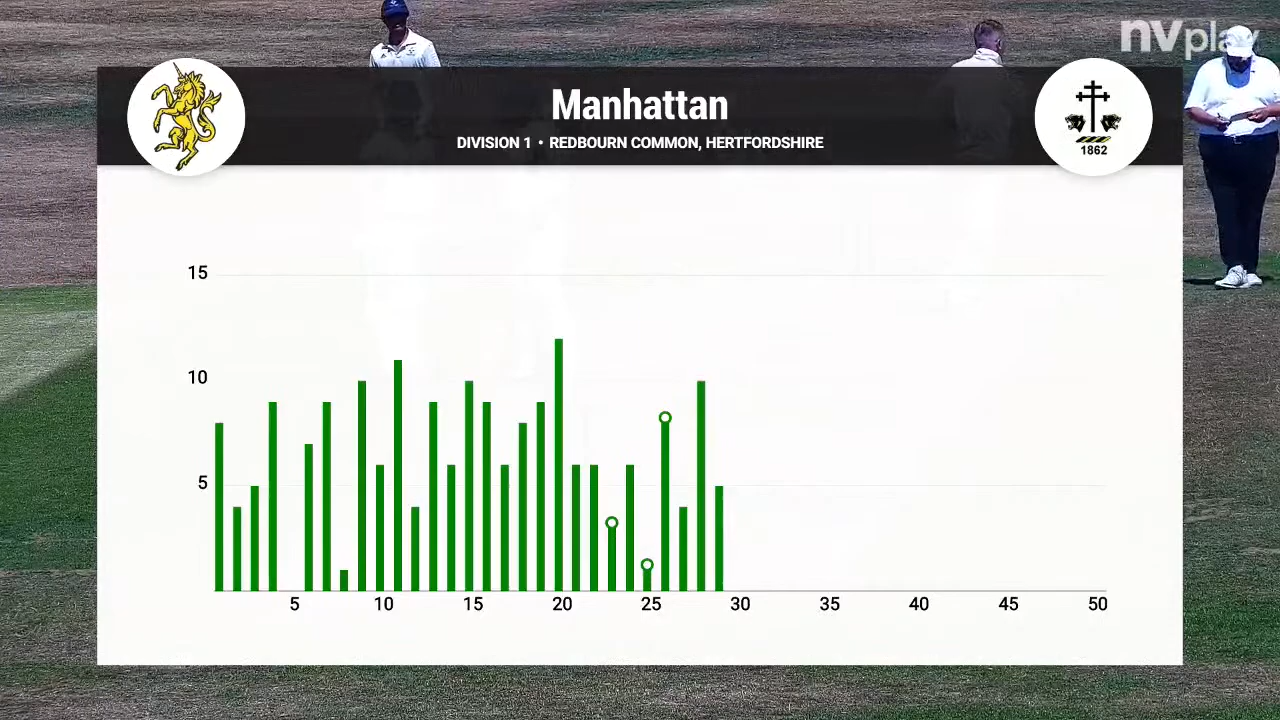 nvplay
Manhattan
DIVISION 1 • REDBOURN COMMON, HERTFORDSHIRE
1862
15
10
5
5 10 15 20 25 30 35 40 45 50